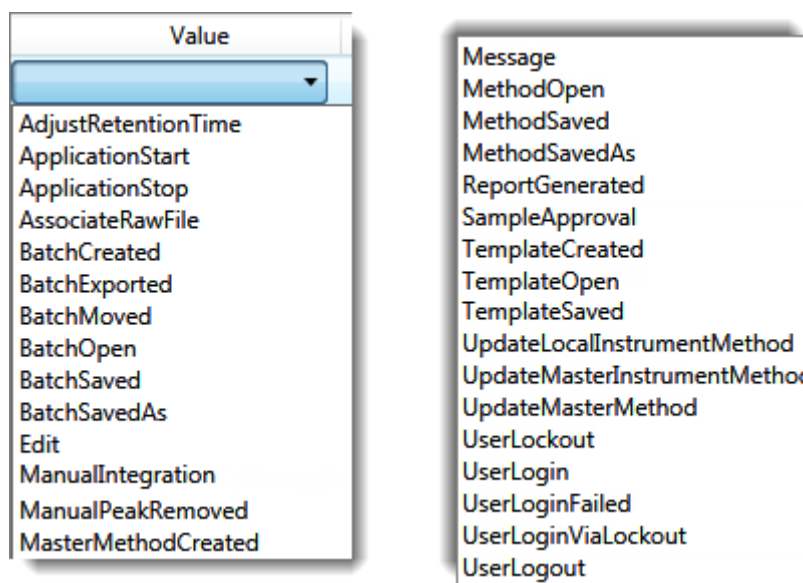 Value
AdjustRetentionTime
ApplicationStart
ApplicationStop
AssociateRawFile
BatchCreated
BatchExported
BatchMoved
BatchOpen
BatchSaved
BatchSavedAs
Edit
ManualIntegration
ManualPeakRemoved
MasterMethodCreated
Message
MethodOpen
MethodSaved
MethodSavedAs
ReportGenerated
SampleApproval
TemplateCreated
TemplateOpen
TemplateSaved
UpdateLocalInstrumentMethod
UpdateMasterInstrumentMethod
UpdateMasterMethod
UserLockout
UserLogin
UserLoginFailed
UserLoginViaLockout
UserLogout